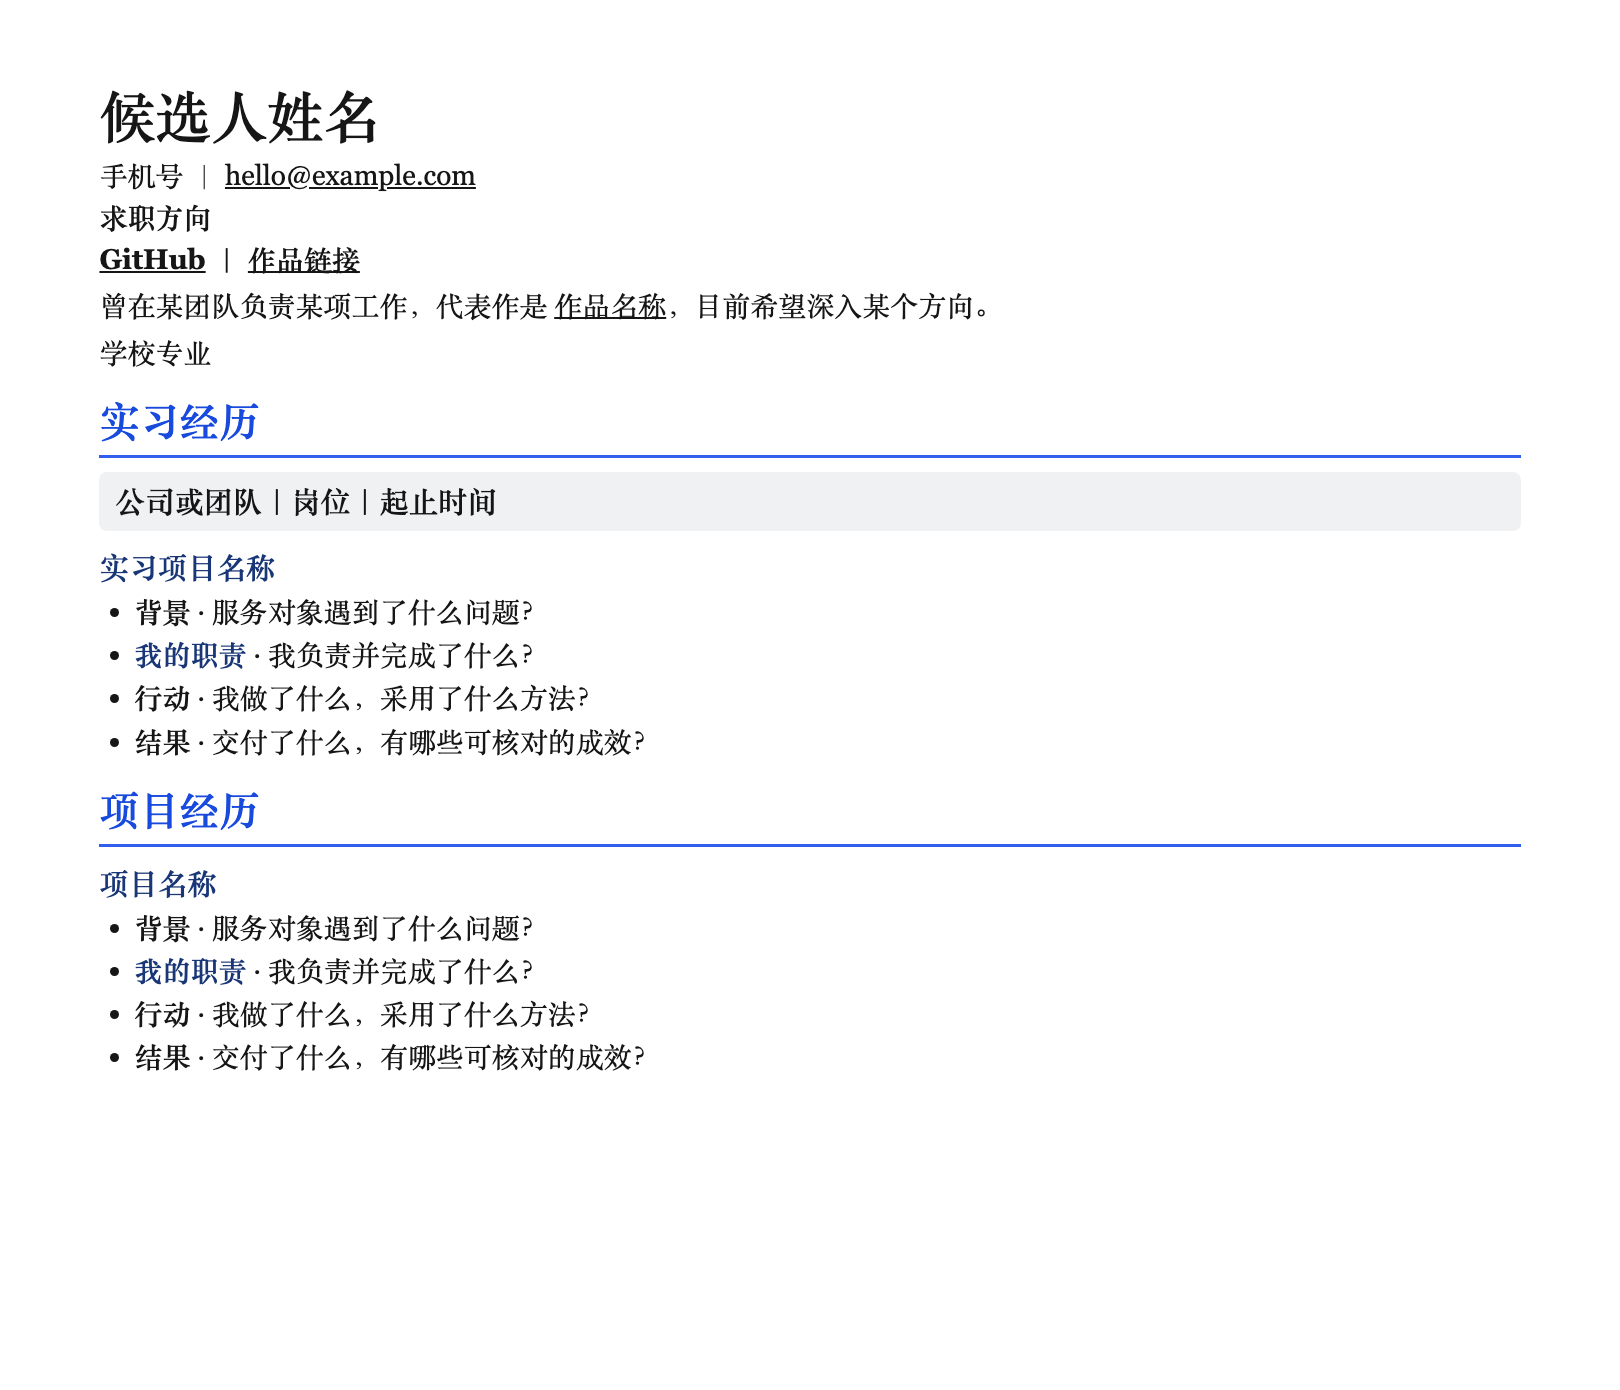 候选人姓名
手机号 | hello@example.com
求职方向
GitHub | 作品链接
曾在某团队负责某项工作，代表作是 作品名称，目前希望深入某个方向。
学校专业
实习经历
公司或团队｜岗位｜起止时间
实习项目名称
• 背景 · 服务对象遇到了什么问题？
• 我的职责 · 我负责并完成了什么？
• 行动 · 我做了什么，采用了什么方法？
• 结果 · 交付了什么，有哪些可核对的成效？
项目经历
项目名称
• 背景 · 服务对象遇到了什么问题？
• 我的职责 · 我负责并完成了什么？
• 行动 · 我做了什么，采用了什么方法？
• 结果 · 交付了什么，有哪些可核对的成效？